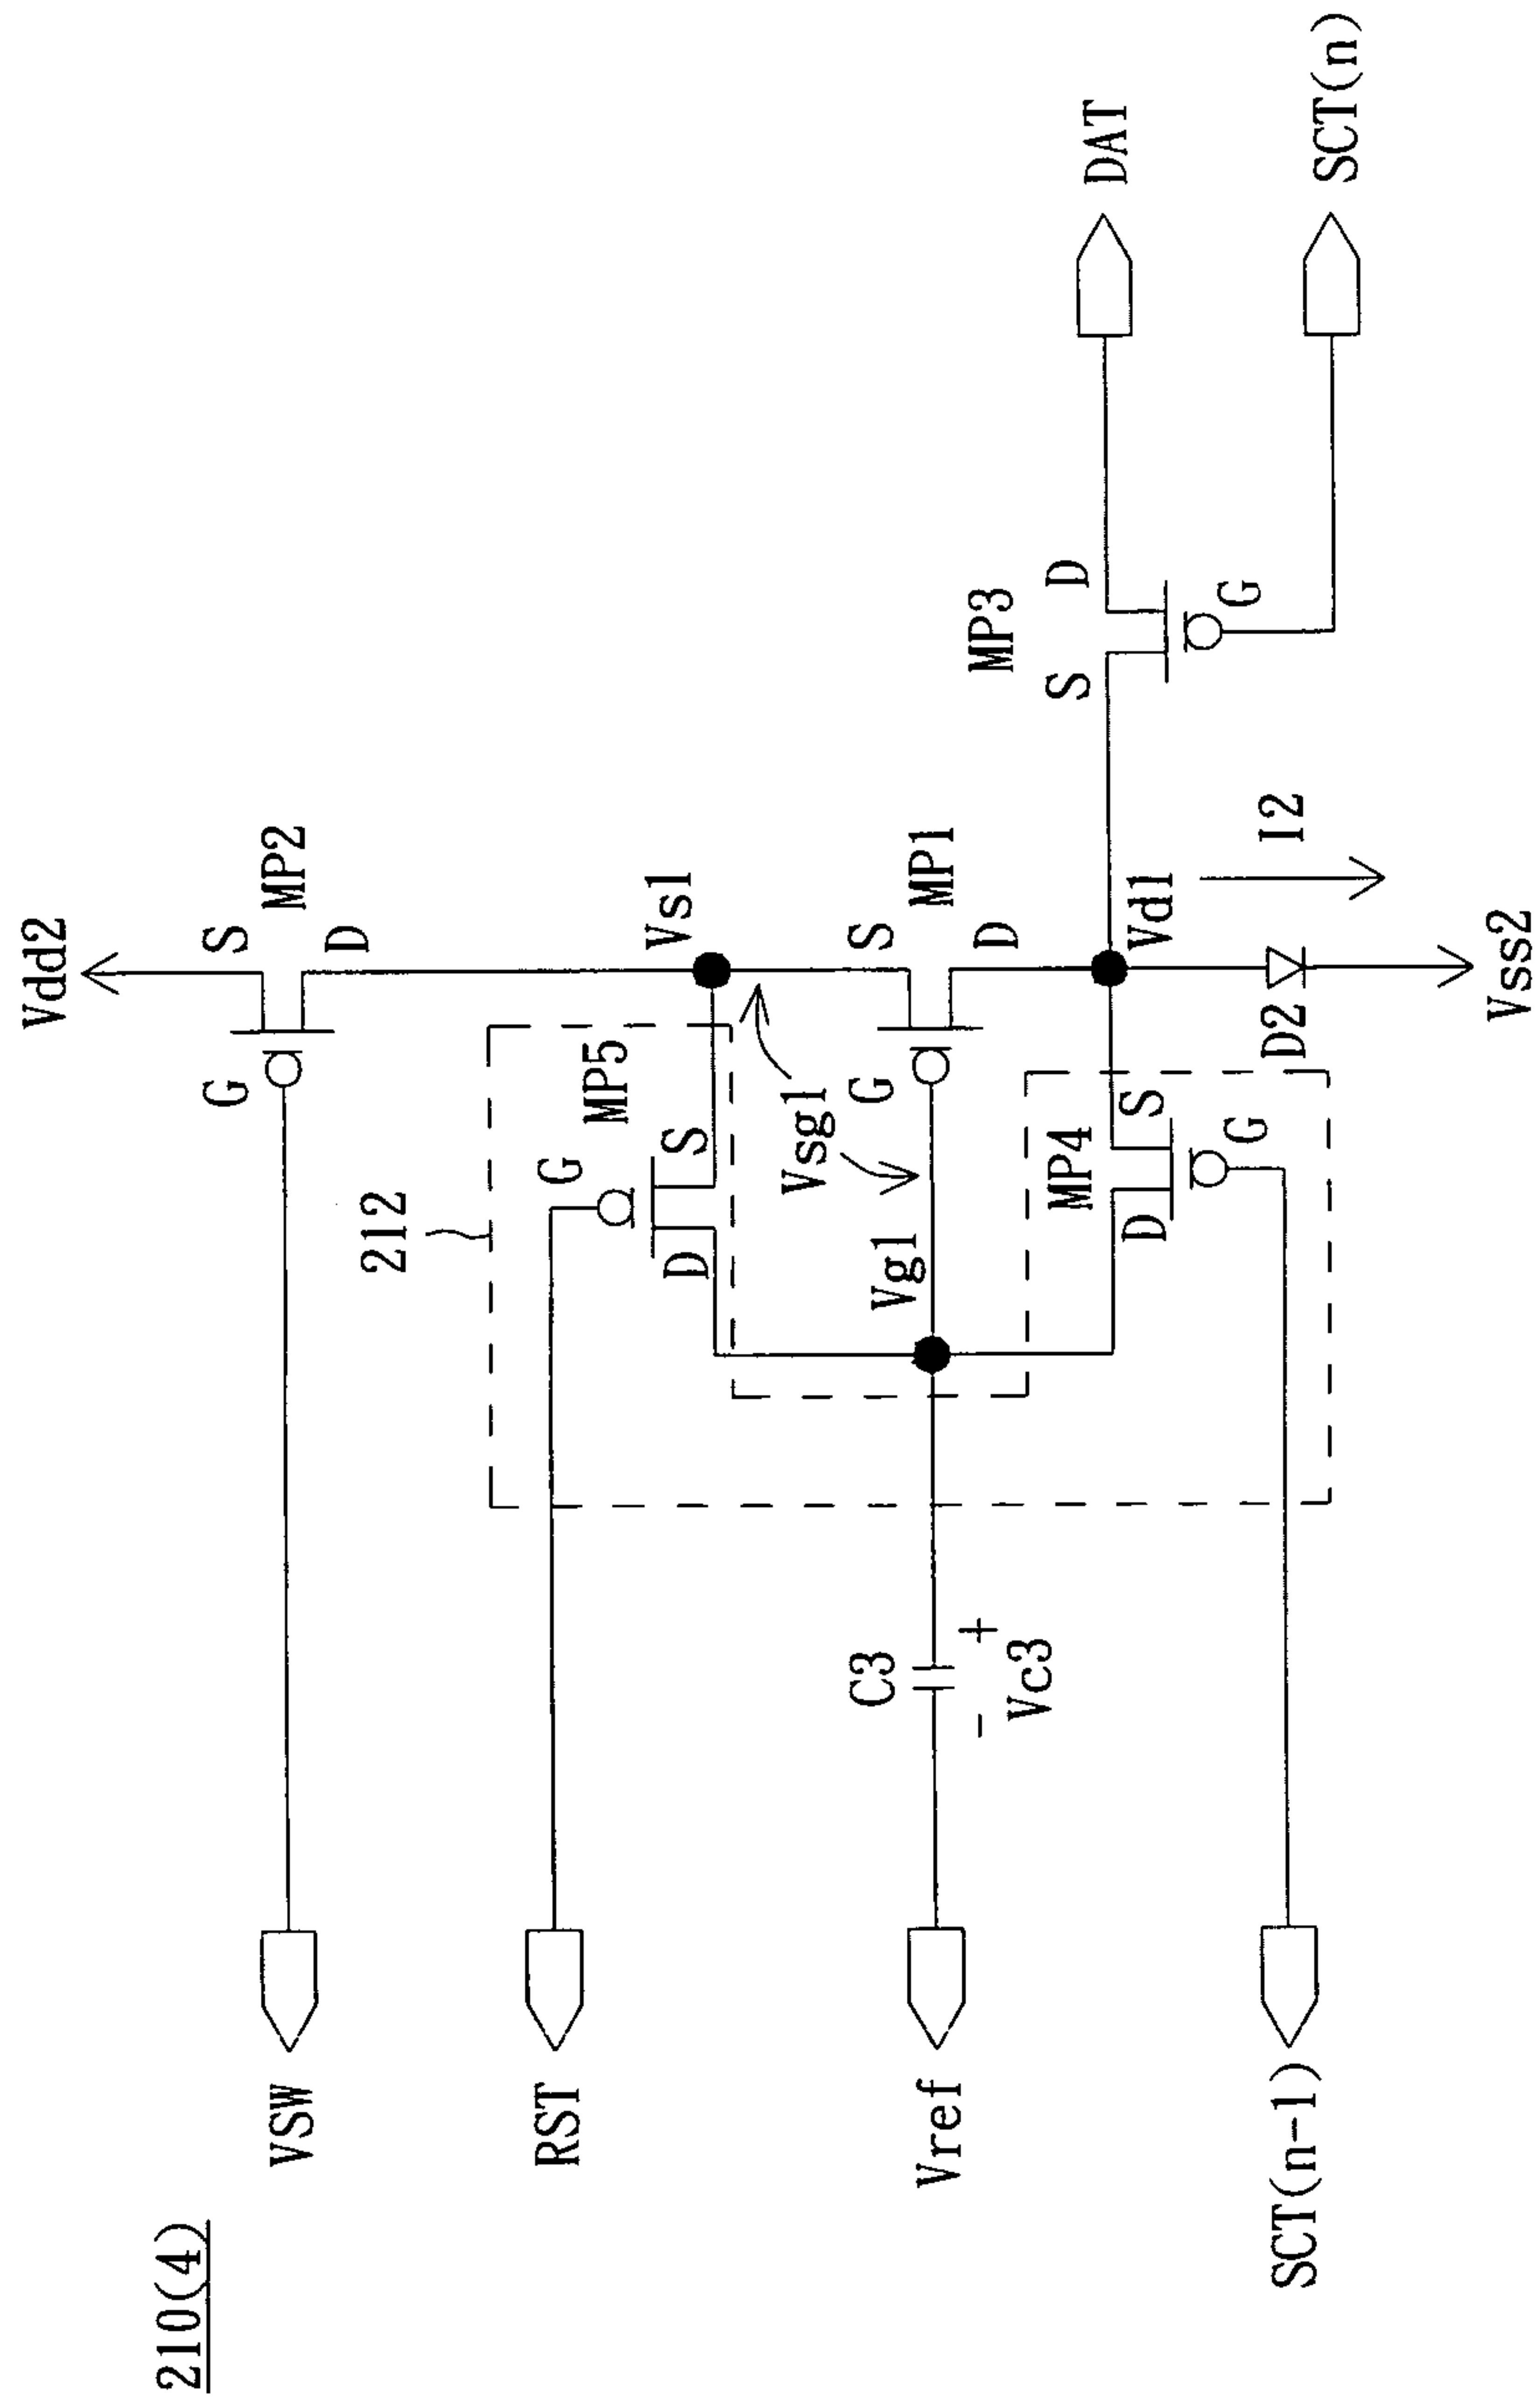 210(4)
Vdd2
S
MP2
G
D
VSW
212
MP5
G
S
D
RST
Vs1
Vsg1
S
MP1
G
D
Vg1
C3
- +
Vc3
Vref
Vd1
MP4
S
D
G
SCT(n-1)
D2
I2
Vss2
MP3
S
D
G
DAT
SCT(n)